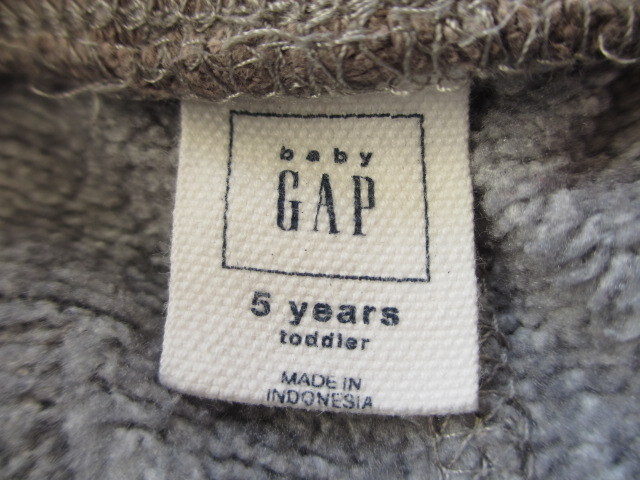 baby
GAP
5 years
toddler
MADE IN
INDONESIA